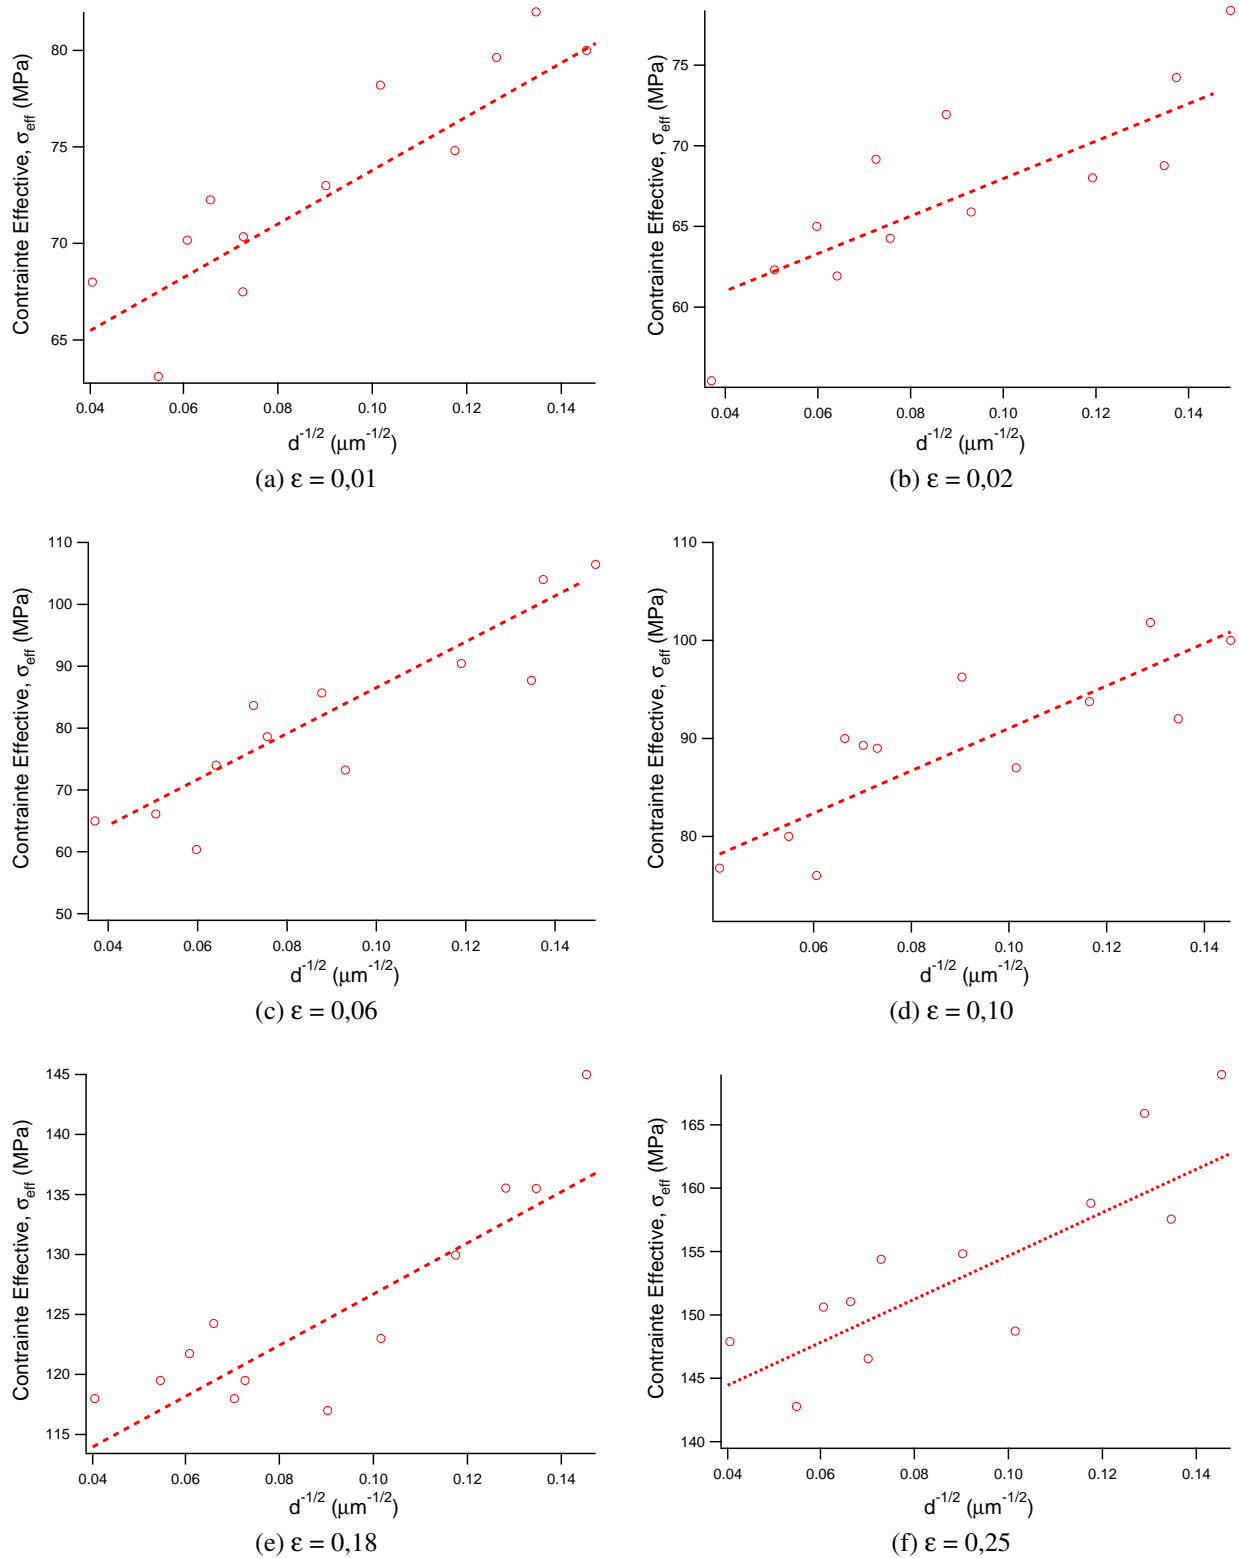 Contrainte Effective, σeff (MPa)
80
75
70
65
0.04 0.06 0.08 0.10 0.12 0.14
d-1/2 (μm-1/2)
(a) ε = 0,01
Contrainte Effective, σeff (MPa)
75
70
65
60
0.04 0.06 0.08 0.10 0.12 0.14
d-1/2 (μm-1/2)
(b) ε = 0,02
Contrainte Effective, σeff (MPa)
110
100
90
80
70
60
50
0.04 0.06 0.08 0.10 0.12 0.14
d-1/2 (μm-1/2)
(c) ε = 0,06
Contrainte Effective, σeff (MPa)
110
100
90
80
0.06 0.08 0.10 0.12 0.14
d-1/2 (μm-1/2)
(d) ε = 0,10
Contrainte Effective, σeff (MPa)
145
140
135
130
125
120
115
0.04 0.06 0.08 0.10 0.12 0.14
d-1/2 (μm-1/2)
(e) ε = 0,18
Contrainte Effective, σeff (MPa)
165
160
155
150
145
140
0.04 0.06 0.08 0.10 0.12 0.14
d-1/2 (μm-1/2)
(f) ε = 0,25